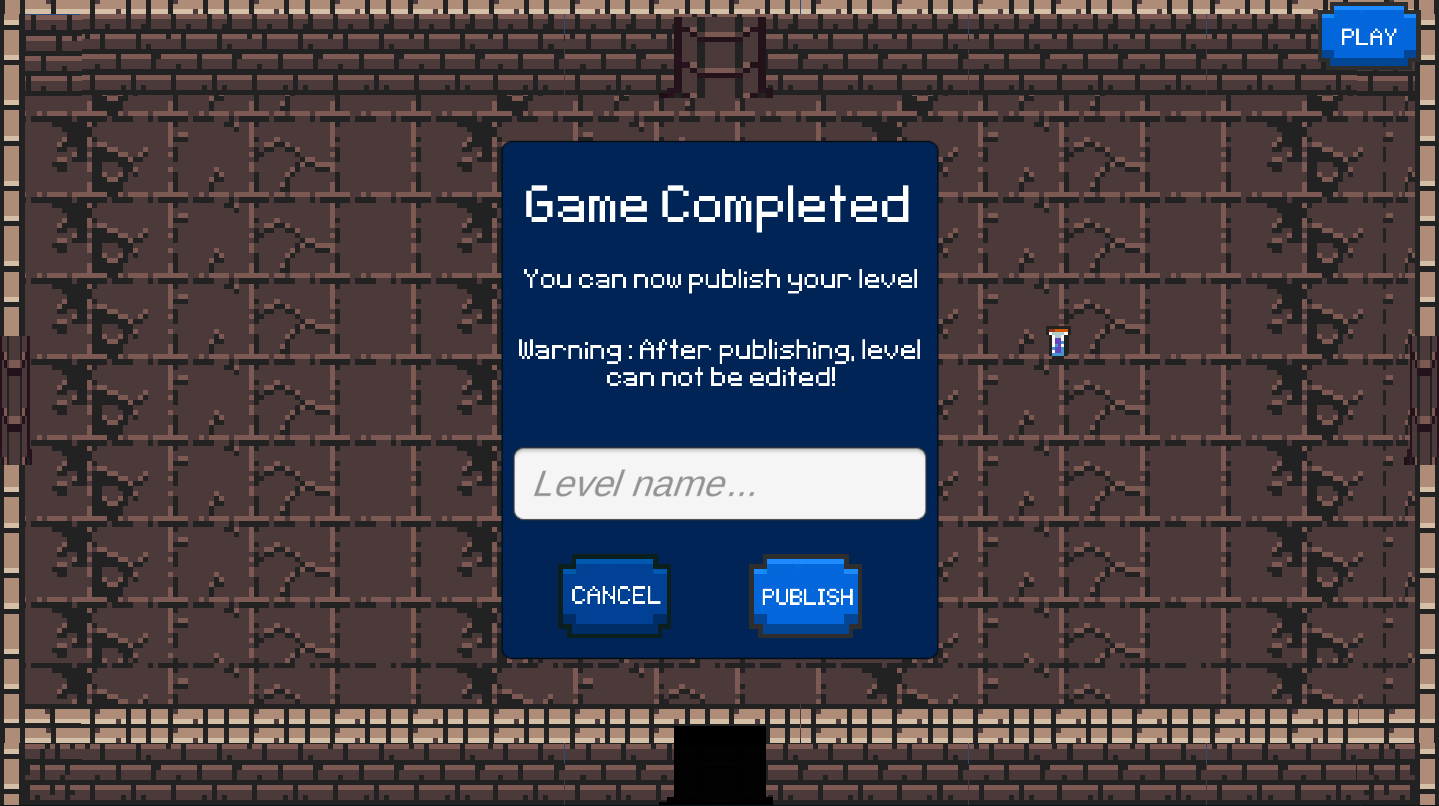 PLAY
Game Completed
You can now publish your level
Warning : After publishing, level
can not be edited!
Level name...
CANCEL
PUBLISH